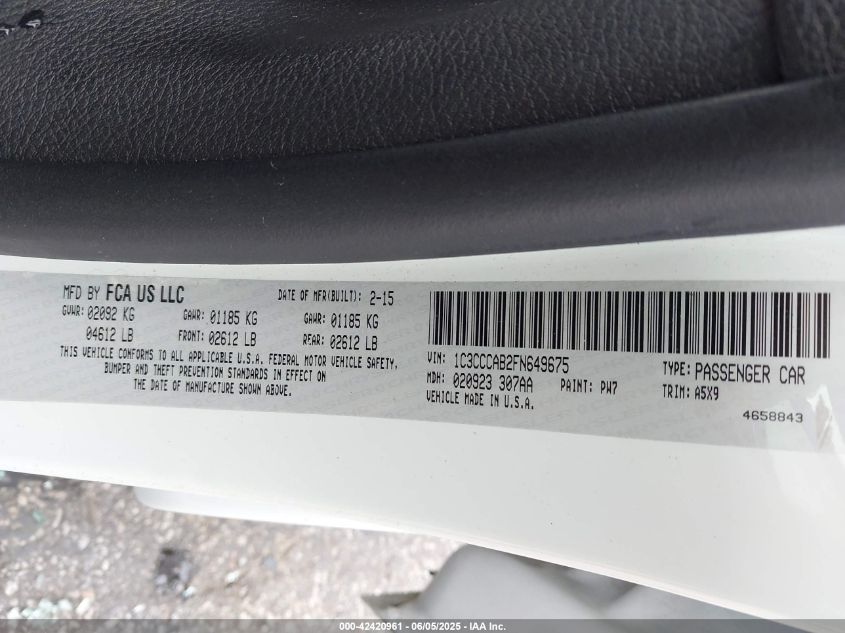 MFD BY FCA US LLC
DATE OF MFR(BUILT): 2-15
GVWR: 02092 KG
GAWR: 01185 KG
GAWR: 01185 KG
04612 LB
FRONT: 02612 LB
REAR: 02612 LB
THIS VEHICLE CONFORMS TO ALL APPLICABLE U.S.A. FEDERAL MOTOR VEHICLE SAFETY,
BUMPER AND THEFT PREVENTION STANDARDS IN EFFECT ON
THE DATE OF MANUFACTURE SHOWN ABOVE.
VIN: 1C3CCCAB2FN649675
TYPE: PASSENGER CAR
MDH: 020923 307AA
PAINT: PW7
TRIM: A5X9
VEHICLE MADE IN U.S.A.
4658843
000-42420961 - 06/05/2025 - IAA Inc.